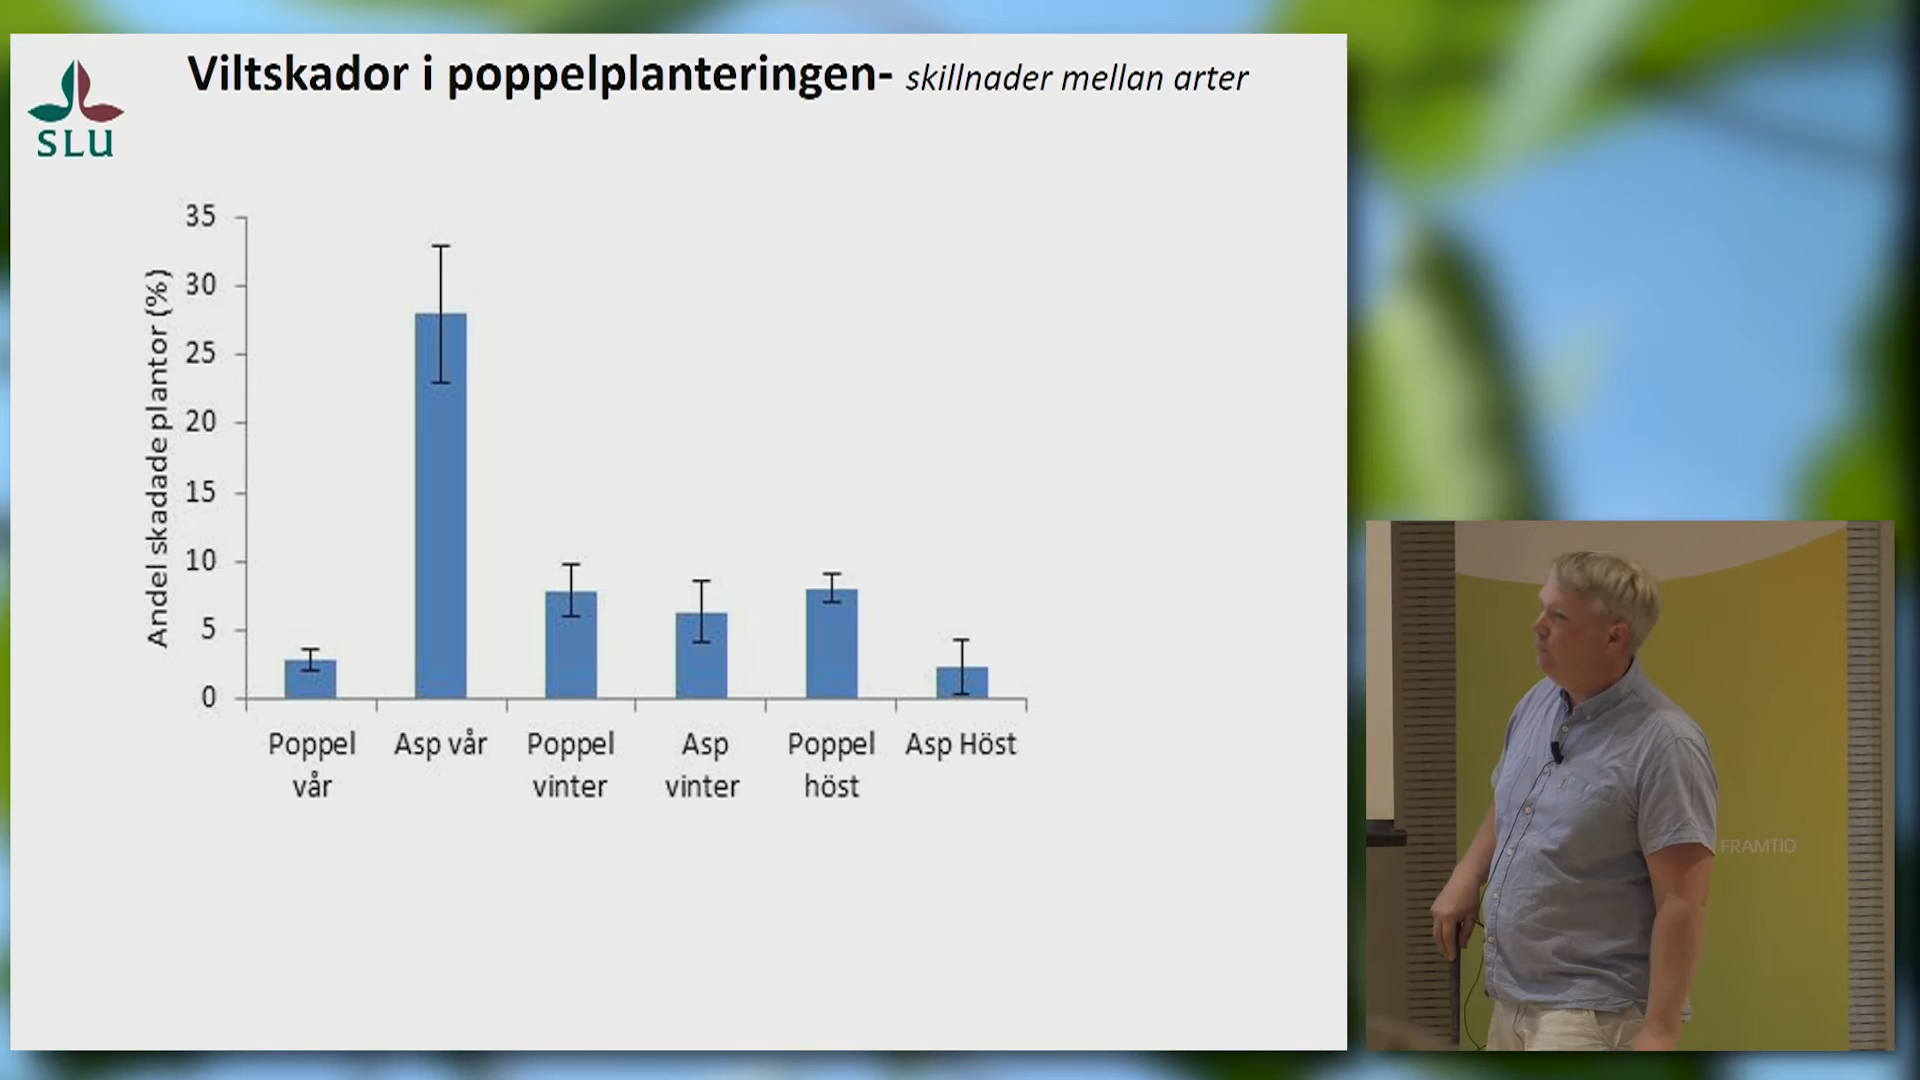 Viltskador i poppelplanteringen- skillnader mellan arter
SLU
Andel skadade plantor (%)
35
30
25
20
15
10
5
0
Poppel vår
Asp vår
Poppel vinter
Asp vinter
Poppel höst
Asp Höst
FRAMTID